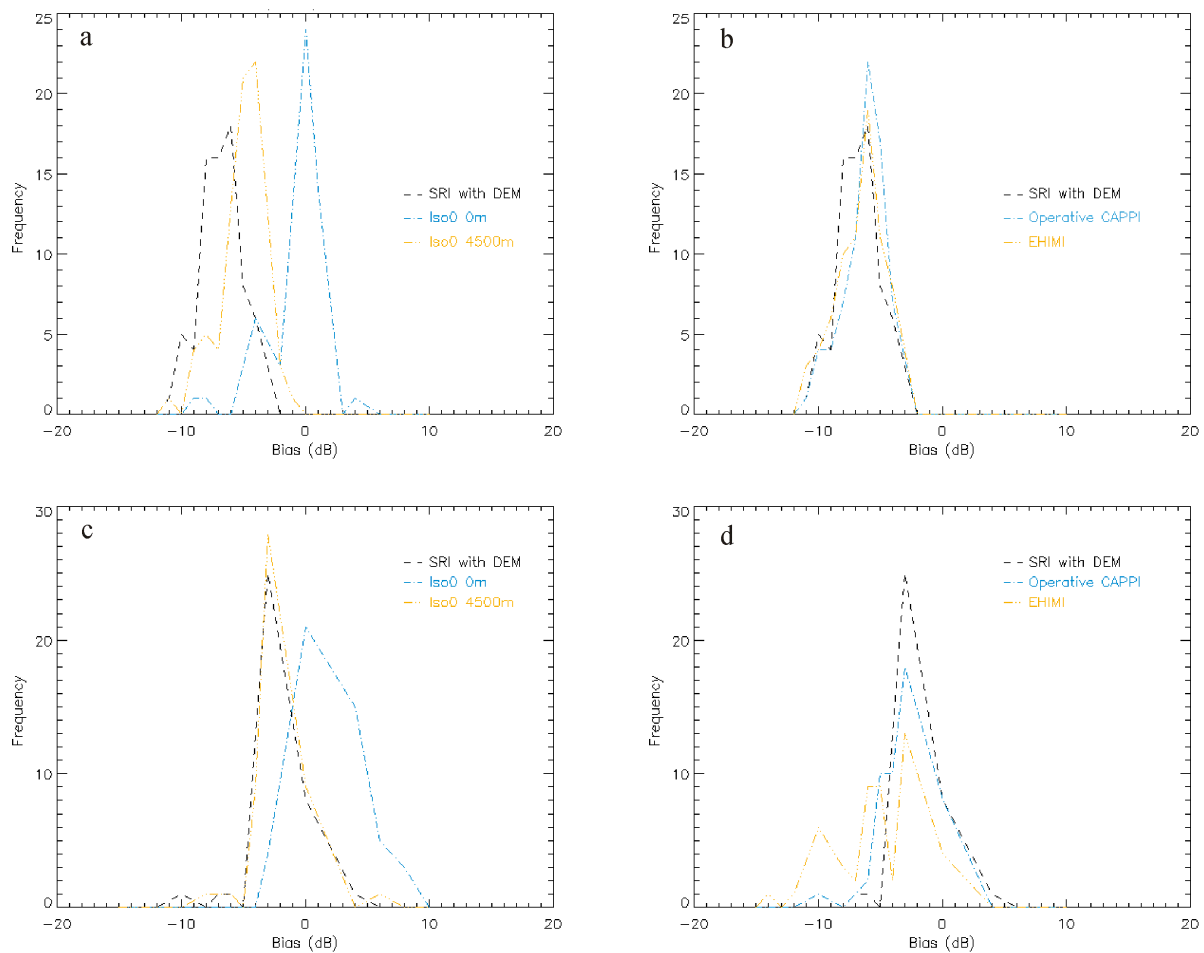 a
25
20
15
10
5
0
Frequency
SRI with DEM
Iso0 0m
Iso0 4500m
-20
-10
0
10
20
Bias (dB)
b
25
20
15
10
5
0
Frequency
SRI with DEM
Operative CAPPI
EHIMI
-20
-10
0
10
20
Bias (dB)
c
30
20
10
0
Frequency
SRI with DEM
Iso0 0m
Iso0 4500m
-20
-10
0
10
20
Bias (dB)
d
30
20
10
0
Frequency
SRI with DEM
Operative CAPPI
EHIMI
-20
-10
0
10
20
Bias (dB)